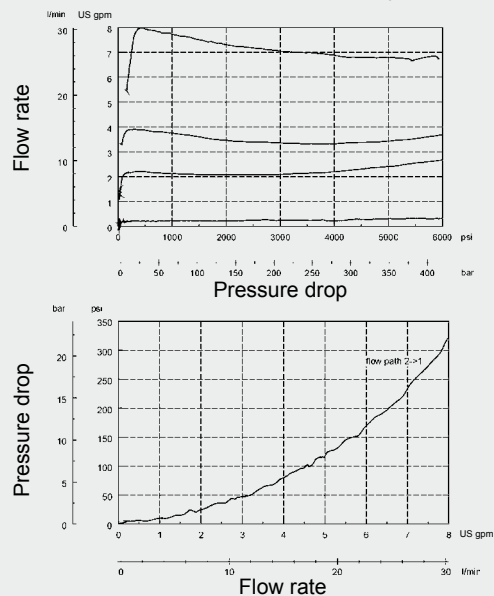 l/min US gpm
30 8
7
20 6
5
4
10 3
2
1
0 0
Flow rate
0 1000 2000 3000 4000 5000 6000 psi
0 50 100 150 200 250 300 350 400 bar
Pressure drop
bar psi
350
20 300
250
15
200
10 150
100
5
50
0 0
Pressure drop
flow path 2->1
0 1 2 3 4 5 6 7 8 US gpm
0 10 20 30 l/min
Flow rate